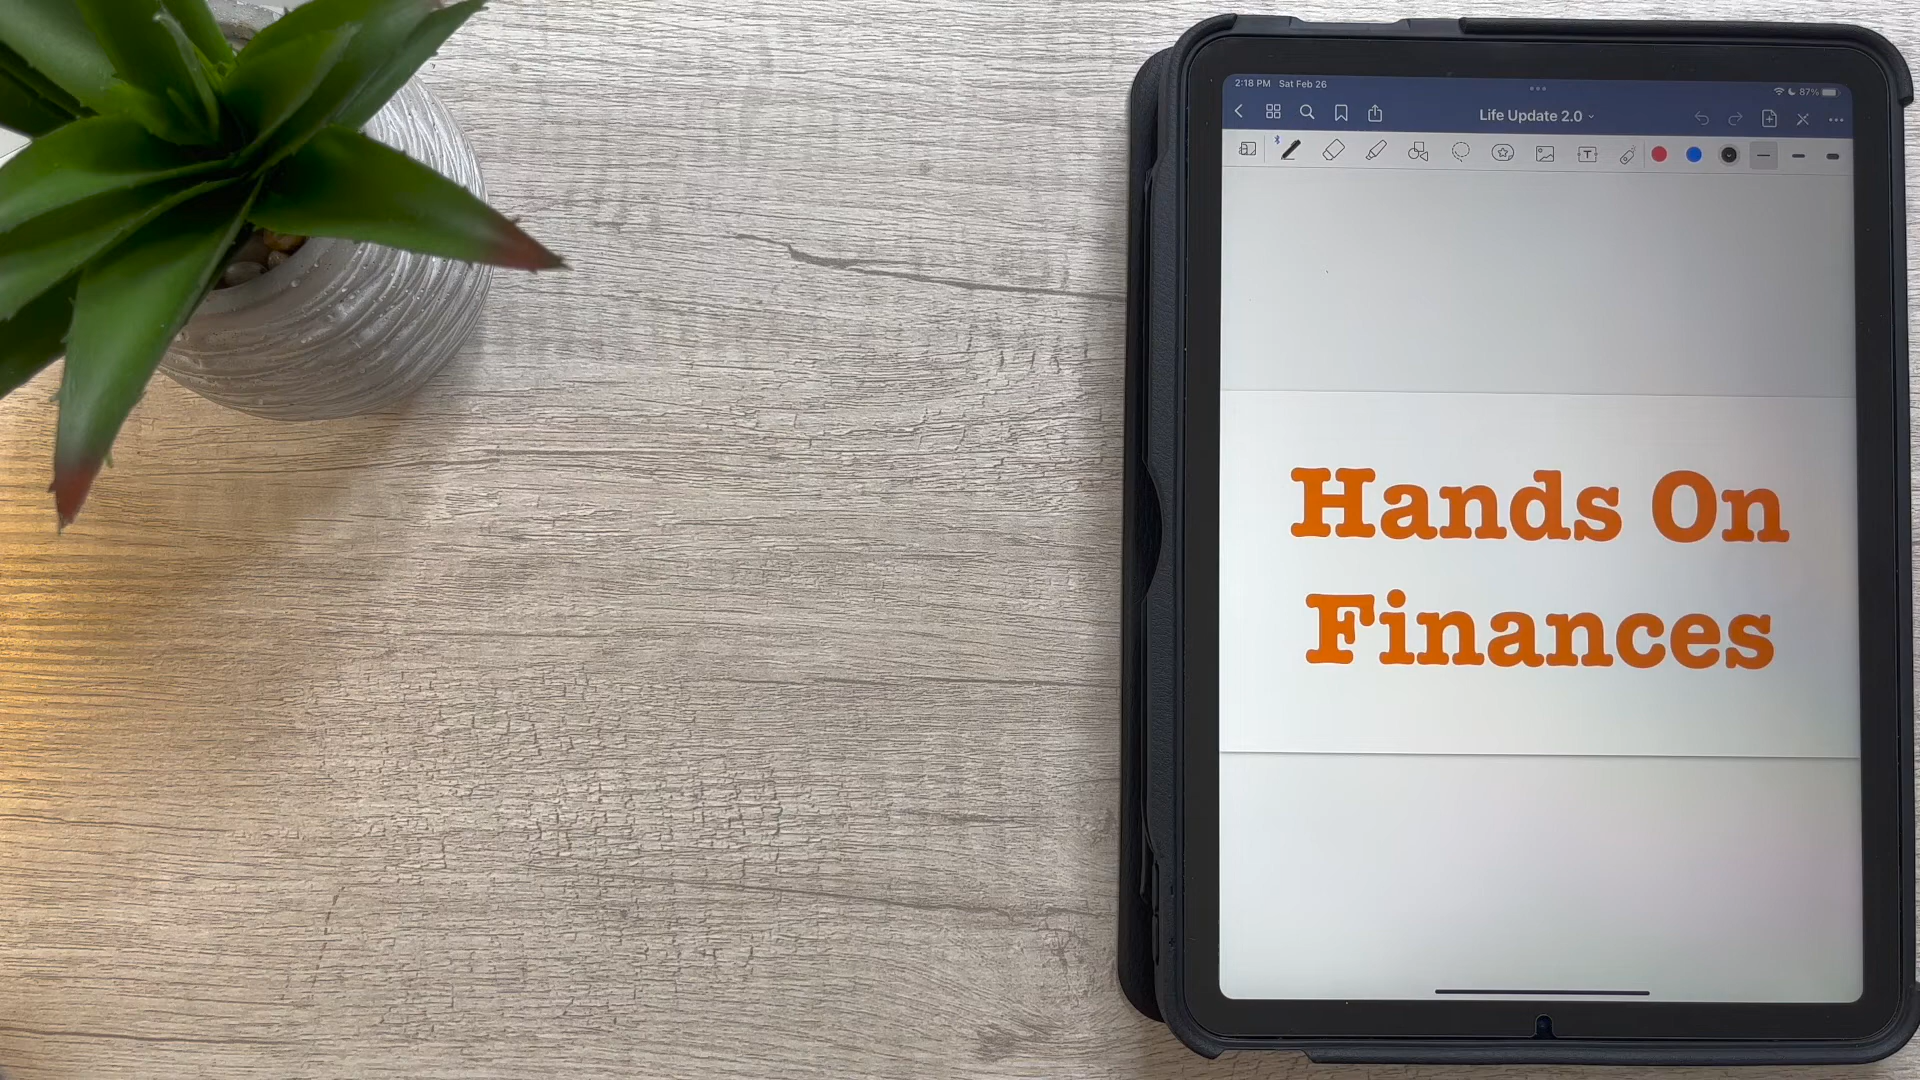 2:18 PM Sat Feb 26
87%
Life Update 2.0
T
Hands On
Finances